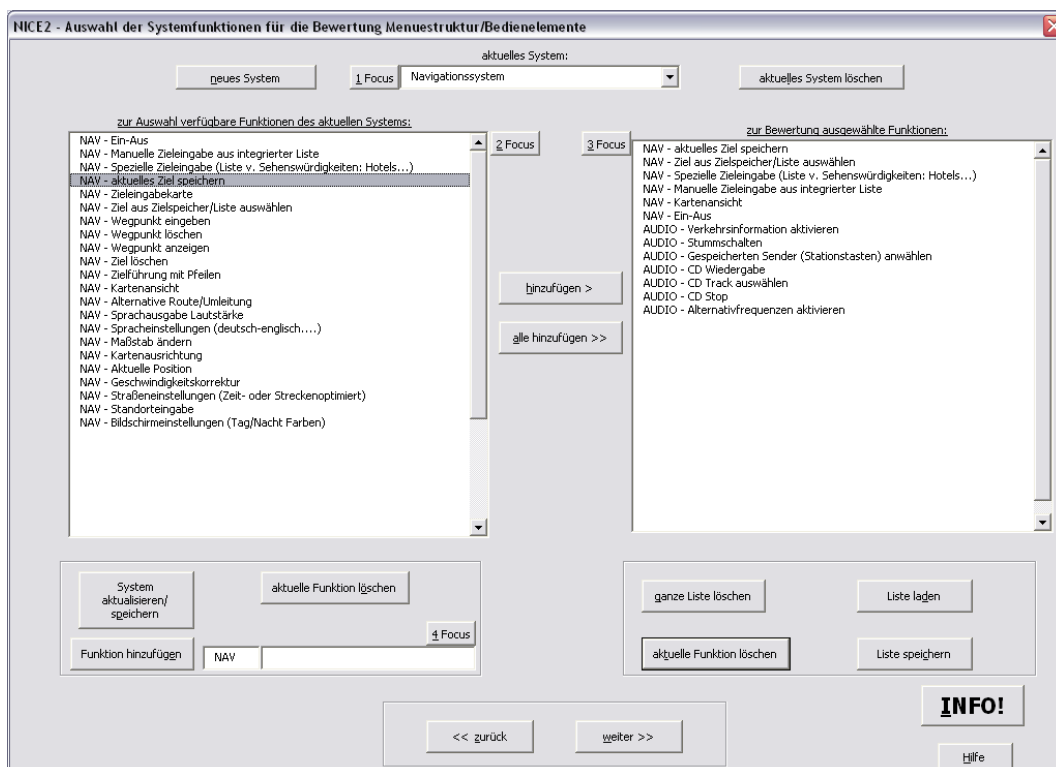 NICE2 - Auswahl der Systemfunktionen für die Bewertung Menuestruktur/Bedienelemente
aktuelles System:
neues System
1 Focus
Navigationssystem
aktuelles System löschen
zur Auswahl verfügbare Funktionen des aktuellen Systems:
NAV - Ein-Aus
NAV - Manuelle Zieleingabe aus integrierter Liste
NAV - Spezielle Zieleingabe (Liste v. Sehenswürdigkeiten: Hotels...)
NAV - aktuelles Ziel speichern
NAV - Zieleingabekarte
NAV - Ziel aus Zielspeicher/Liste auswählen
NAV - Wegpunkt eingeben
NAV - Wegpunkt löschen
NAV - Wegpunkt anzeigen
NAV - Ziel löschen
NAV - Zielführung mit Pfeilen
NAV - Kartenansicht
NAV - Alternative Route/Umleitung
NAV - Sprachausgabe Lautstärke
NAV - Spracheinstellungen (deutsch-englisch....)
NAV - Maßstab ändern
NAV - Kartenausrichtung
NAV - Aktuelle Position
NAV - Geschwindigkeitskorrektur
NAV - Straßeneinstellungen (Zeit- oder Streckenoptimiert)
NAV - Standorteingabe
NAV - Bildschirmeinstellungen (Tag/Nacht Farben)
2 Focus
3 Focus
hinzufügen >
alle hinzufügen >>
zur Bewertung ausgewählte Funktionen:
NAV - aktuelles Ziel speichern
NAV - Ziel aus Zielspeicher/Liste auswählen
NAV - Spezielle Zieleingabe (Liste v. Sehenswürdigkeiten: Hotels...)
NAV - Manuelle Zieleingabe aus integrierter Liste
NAV - Kartenansicht
NAV - Ein-Aus
AUDIO - Verkehrsinformation aktivieren
AUDIO - Stummschalten
AUDIO - Gespeicherten Sender (Stationstasten) anwählen
AUDIO - CD Wiedergabe
AUDIO - CD Track auswählen
AUDIO - CD Stop
AUDIO - Alternativfrequenzen aktivieren
System
aktualisieren/
speichern
aktuelle Funktion löschen
4 Focus
Funktion hinzufügen
NAV
ganze Liste löschen
Liste laden
aktuelle Funktion löschen
Liste speichern
INFO!
<< zurück
weiter >>
Hilfe